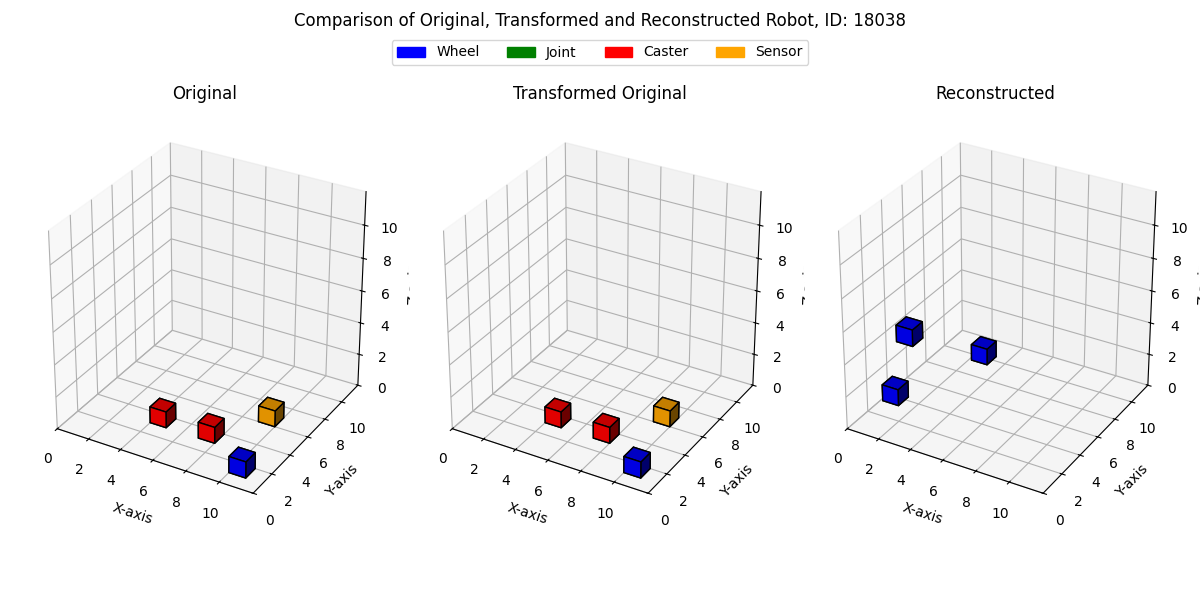 Comparison of Original, Transformed and Reconstructed Robot, ID: 18038
Wheel Joint Caster Sensor
Original
Transformed Original
Reconstructed
10
8
6
4
2
0
0 2 4 6 8 10
X-axis
0 2 4 6 8 10
Y-axis
10
8
6
4
2
0
0 2 4 6 8 10
X-axis
0 2 4 6 8 10
Y-axis
10
8
6
4
2
0
0 2 4 6 8 10
X-axis
0 2 4 6 8 10
Y-axis